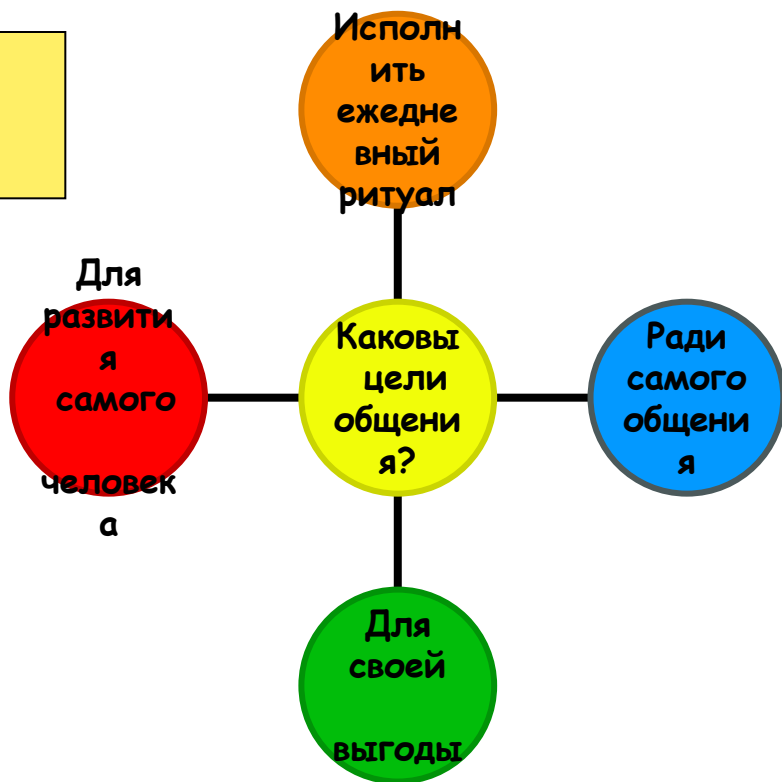 Исполн
ить
ежедне
вный
ритуал
Для
развити
я
самого
человек
а
Каковы
цели
общени
я?
Ради
самого
общени
я
Для
своей
выгоды